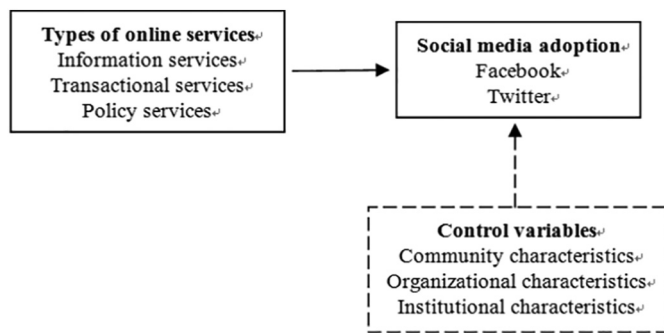 Types of online services
Information services
Transactional services
Policy services
Social media adoption
Facebook
Twitter
Control variables
Community characteristics
Organizational characteristics
Institutional characteristics